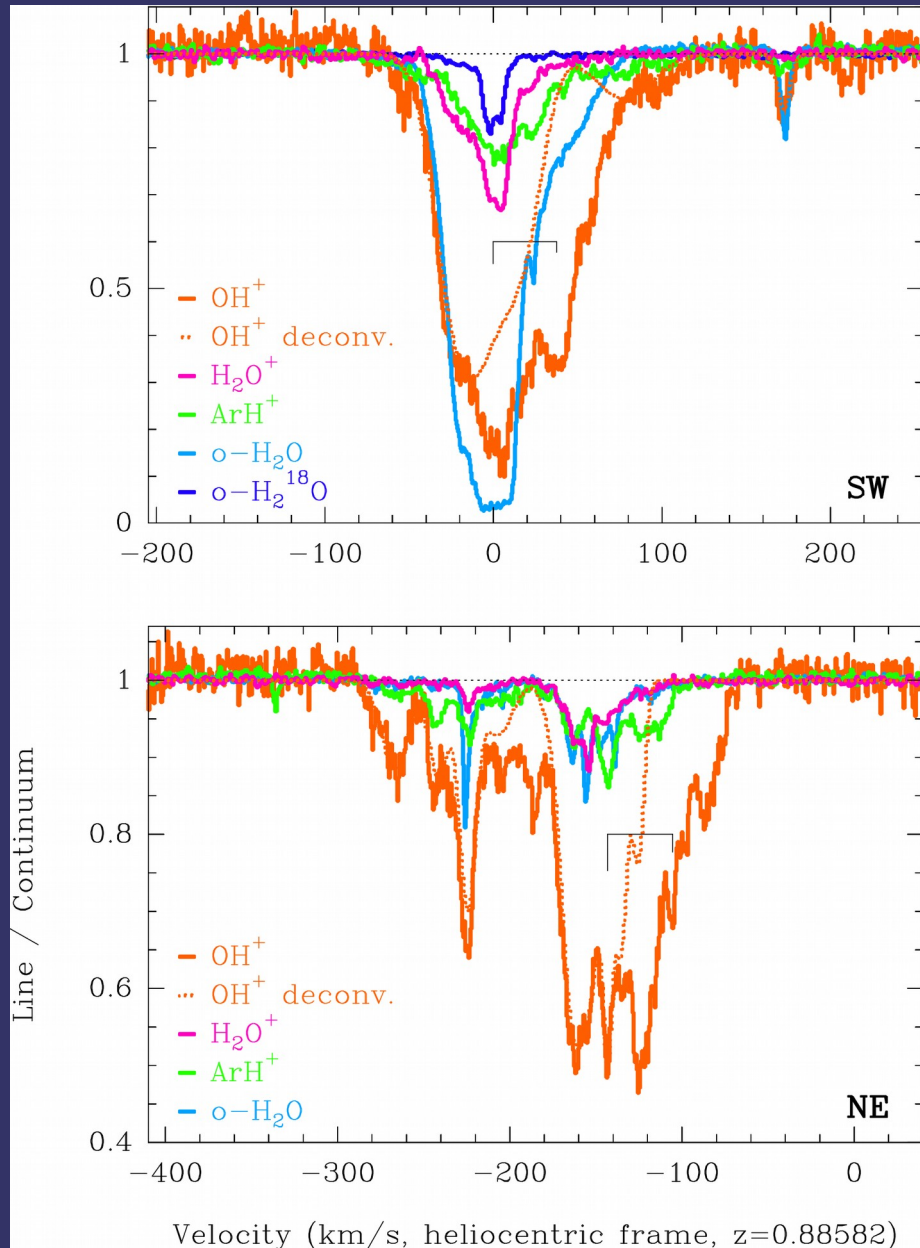 1
0.5
0
OH⁺
OH⁺ deconv.
H₂O⁺
ArH⁺
o−H₂O
o−H₂¹⁸O
SW
−200 −100 0 100 200
1
0.8
0.6
0.4
OH⁺
OH⁺ deconv.
H₂O⁺
ArH⁺
o−H₂O
NE
−400 −300 −200 −100 0
Line / Continuum
Velocity (km/s, heliocentric frame, z=0.88582)